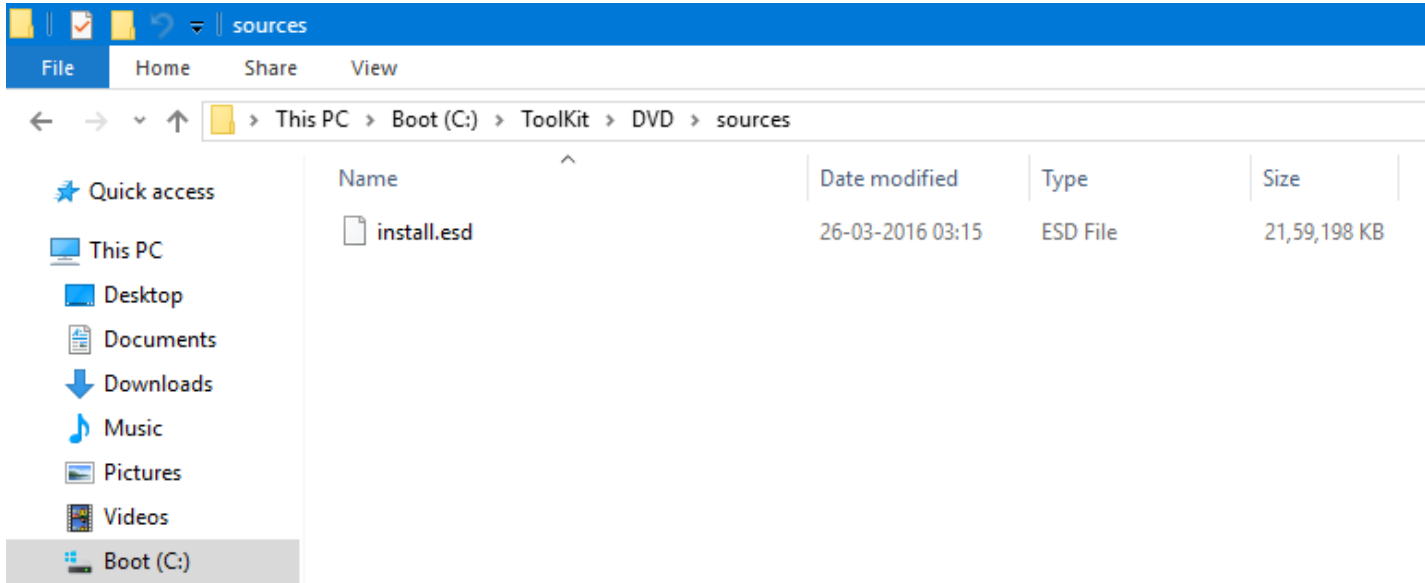 sources
File Home Share View
This PC > Boot (C:) > ToolKit > DVD > sources
Name Date modified Type Size
install.esd 26-03-2016 03:15 ESD File 21,59,198 KB
Quick access
This PC
Desktop
Documents
Downloads
Music
Pictures
Videos
Boot (C:)